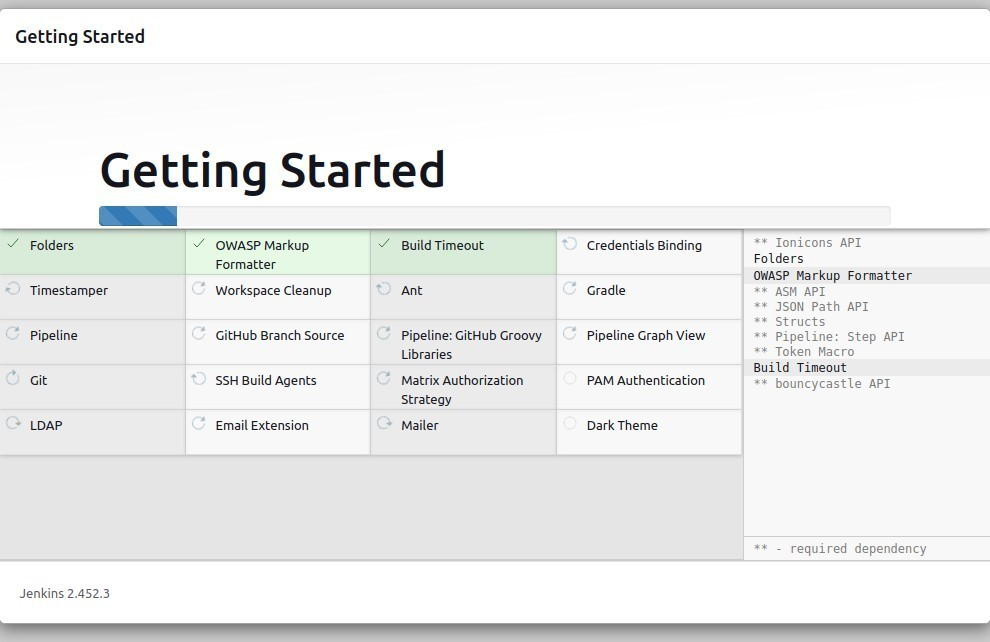 Getting Started
Getting Started
Folders
OWASP Markup
Formatter
Build Timeout
Credentials Binding
Timestamper
Workspace Cleanup
Ant
Gradle
Pipeline
GitHub Branch Source
Pipeline: GitHub Groovy
Libraries
Pipeline Graph View
Git
SSH Build Agents
Matrix Authorization
Strategy
PAM Authentication
LDAP
Email Extension
Mailer
Dark Theme
** Ionicons API
Folders
OWASP Markup Formatter
** ASM API
** JSON Path API
** Structs
** Pipeline: Step API
** Token Macro
Build Timeout
** bouncycastle API
** - required dependency
Jenkins 2.452.3